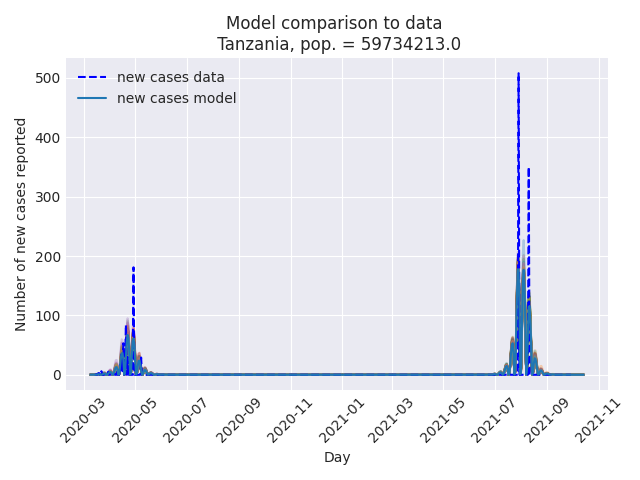 Model comparison to data
Tanzania, pop. = 59734213.0
new cases data
new cases model
Number of new cases reported
500
400
300
200
100
0
2020-03
2020-05
2020-07
2020-09
2020-11
2021-01
2021-03
2021-05
2021-07
2021-09
2021-11
Day